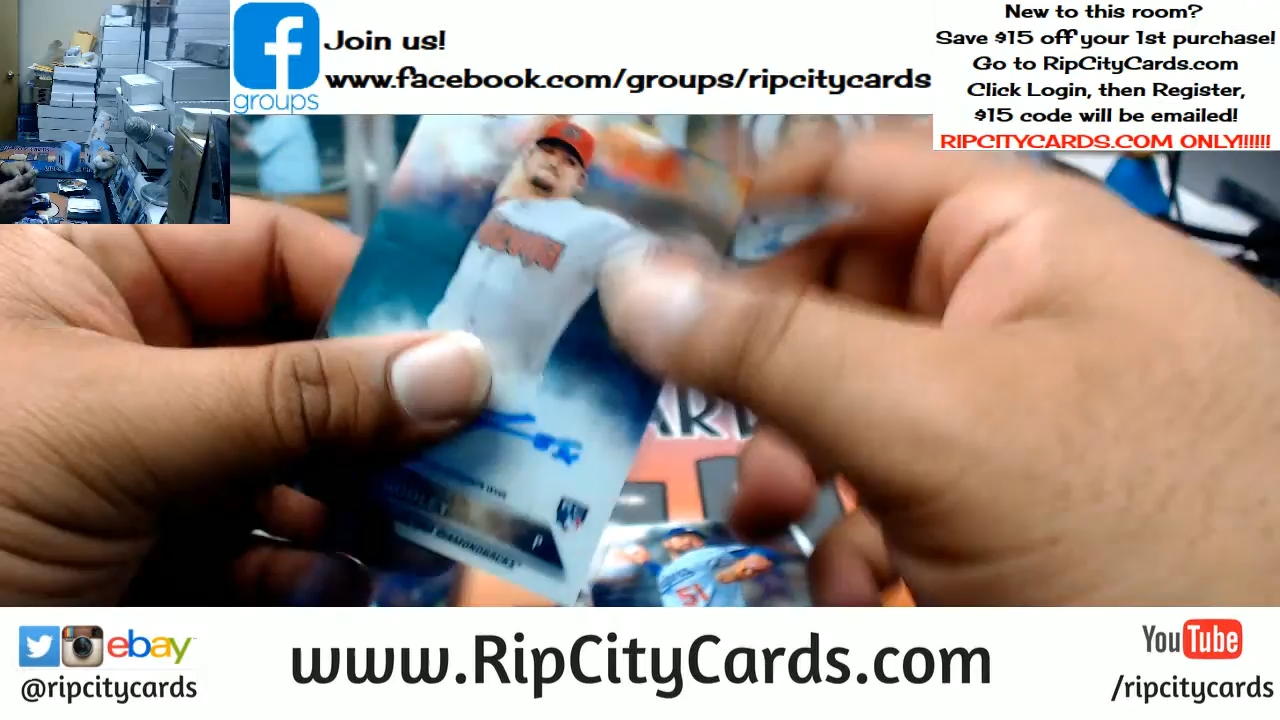 Join us!
www.facebook.com/groups/ripcitycards
groups
New to this room?
Save $15 off your 1st purchase!
Go to RipCityCards.com
Click Login, then Register,
$15 code will be emailed!
RIPCITYCARDS.COM ONLY!!!!!!
P
DIAMONDBACKS
51
ebay
@ripcitycards
www.RipCityCards.com
YouTube
/ripcitycards